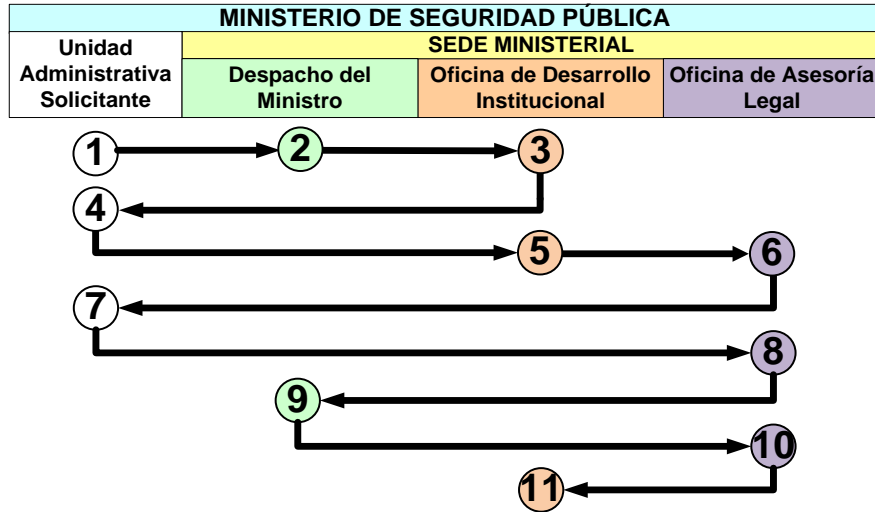 MINISTERIO DE SEGURIDAD PÚBLICA
Unidad
Administrativa
Solicitante
SEDE MINISTERIAL
Despacho del
Ministro
Oficina de Desarrollo
Institucional
Oficina de Asesoría
Legal
1 2 3
4
5 6
7
8
9
10
11